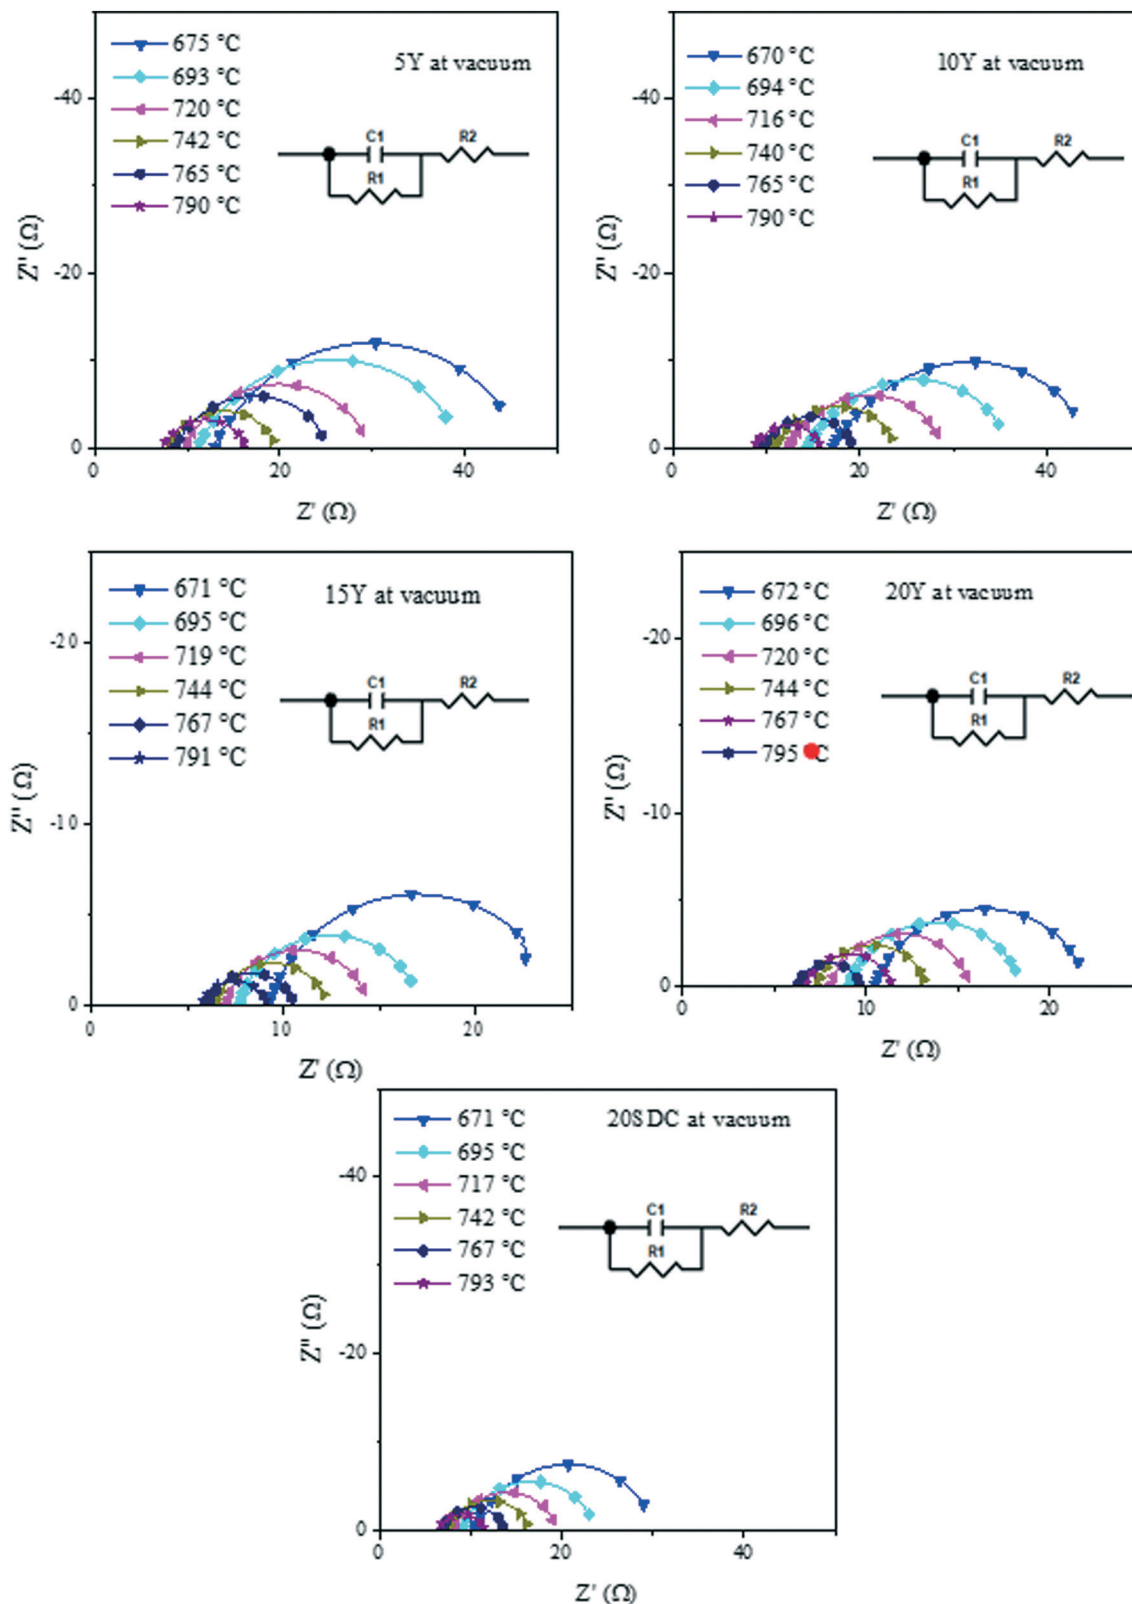 5Y at vacuum
675 °C
693 °C
720 °C
742 °C
765 °C
790 °C
C1
R2
R1
-40
-20
0
Z'' (Ω)
0 20 40
Z' (Ω)
10Y at vacuum
670 °C
694 °C
716 °C
740 °C
765 °C
790 °C
C1
R2
R1
-40
-20
0
Z'' (Ω)
0 20 40
Z' (Ω)
15Y at vacuum
671 °C
695 °C
719 °C
744 °C
767 °C
791 °C
C1
R2
R1
-20
-10
0
Z'' (Ω)
0 10 20
Z' (Ω)
20Y at vacuum
672 °C
696 °C
720 °C
744 °C
767 °C
795 °C
C1
R2
R1
-20
-10
0
Z'' (Ω)
0 10 20
Z' (Ω)
20SDC at vacuum
671 °C
695 °C
717 °C
742 °C
767 °C
793 °C
C1
R2
R1
-40
-20
0
Z'' (Ω)
0 20 40
Z' (Ω)